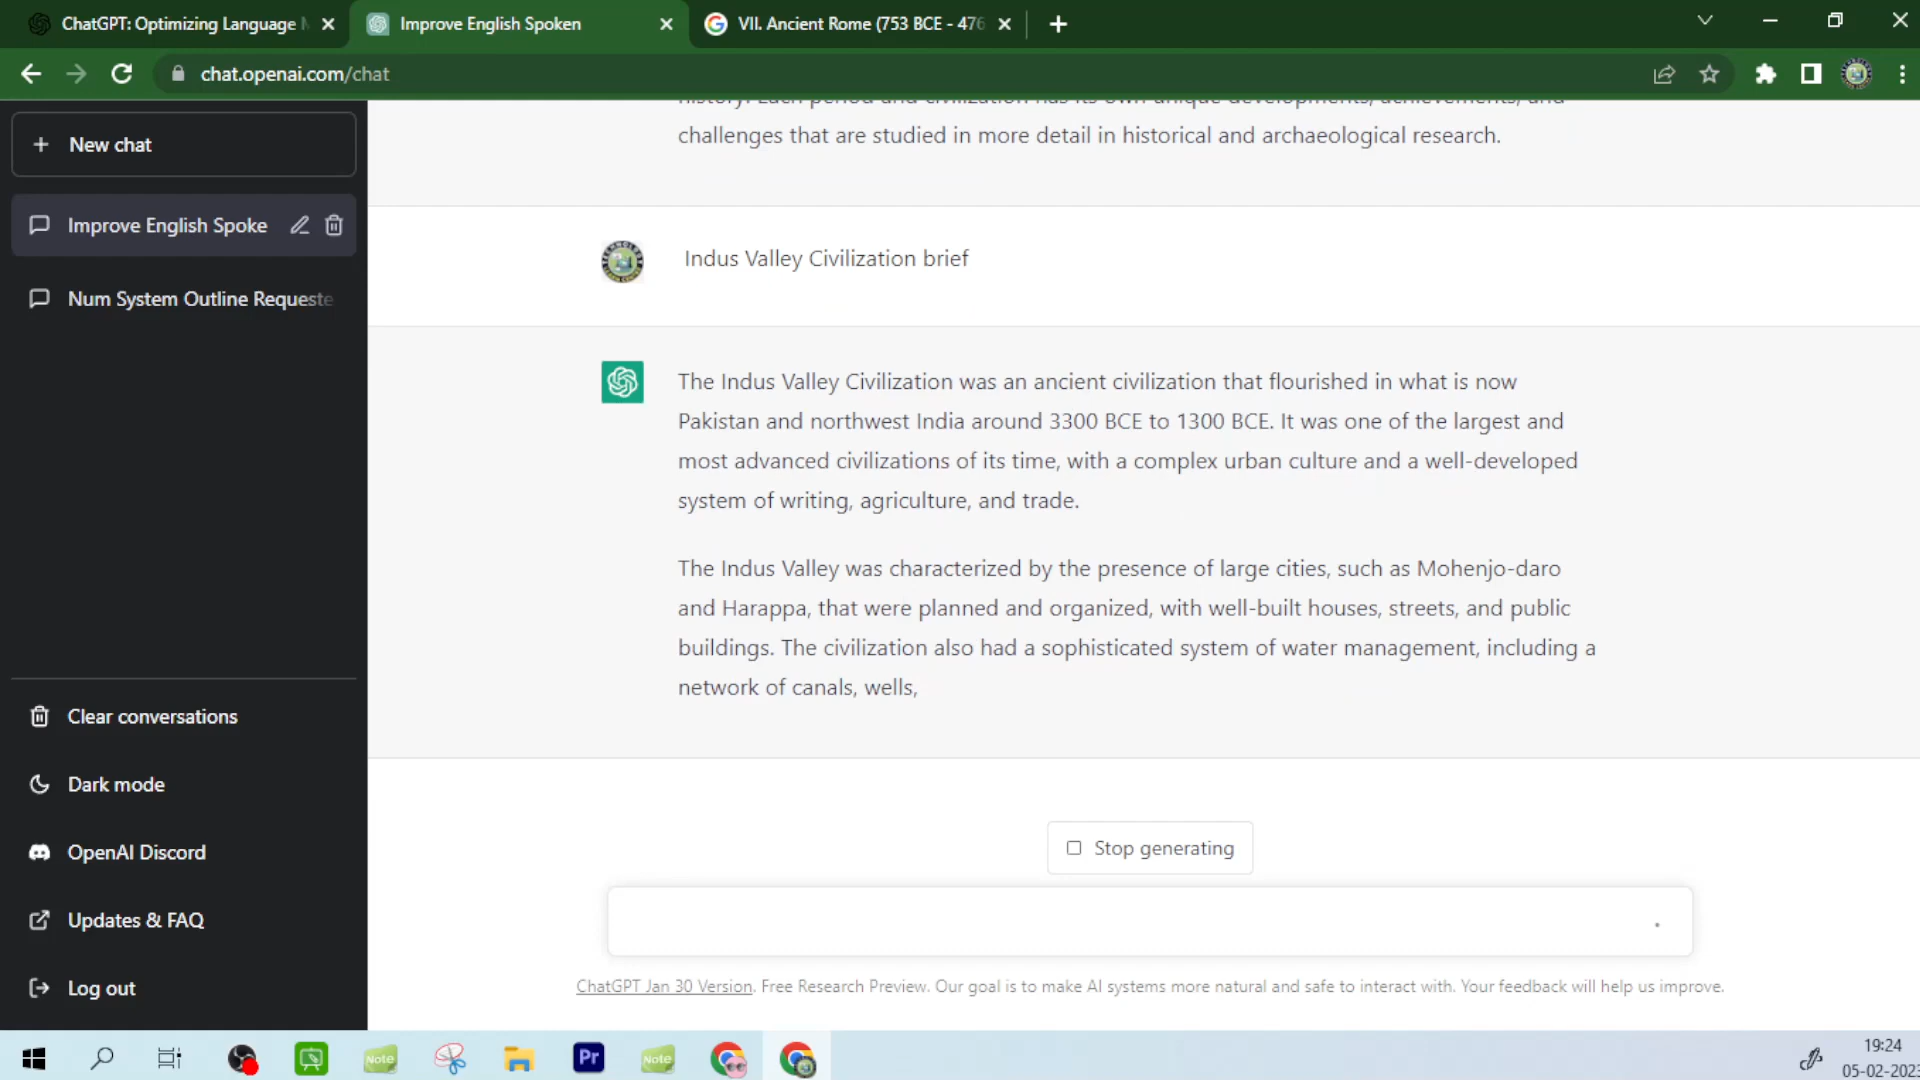 ChatGPT: Optimizing Language
Improve English Spoken
VII. Ancient Rome (753 BCE - 476
chat.openai.com/chat
New chat
Improve English Spoke
Num System Outline Requeste
Clear conversations
Dark mode
OpenAI Discord
Updates & FAQ
Log out
challenges that are studied in more detail in historical and archaeological research.
Indus Valley Civilization brief
The Indus Valley Civilization was an ancient civilization that flourished in what is now
Pakistan and northwest India around 3300 BCE to 1300 BCE. It was one of the largest and
most advanced civilizations of its time, with a complex urban culture and a well-developed
system of writing, agriculture, and trade.
The Indus Valley was characterized by the presence of large cities, such as Mohenjo-daro
and Harappa, that were planned and organized, with well-built houses, streets, and public
buildings. The civilization also had a sophisticated system of water management, including a
network of canals, wells,
Stop generating
ChatGPT Jan 30 Version. Free Research Preview. Our goal is to make AI systems more natural and safe to interact with. Your feedback will help us improve.
Note
Pr
Note
19:24
05-02-2023